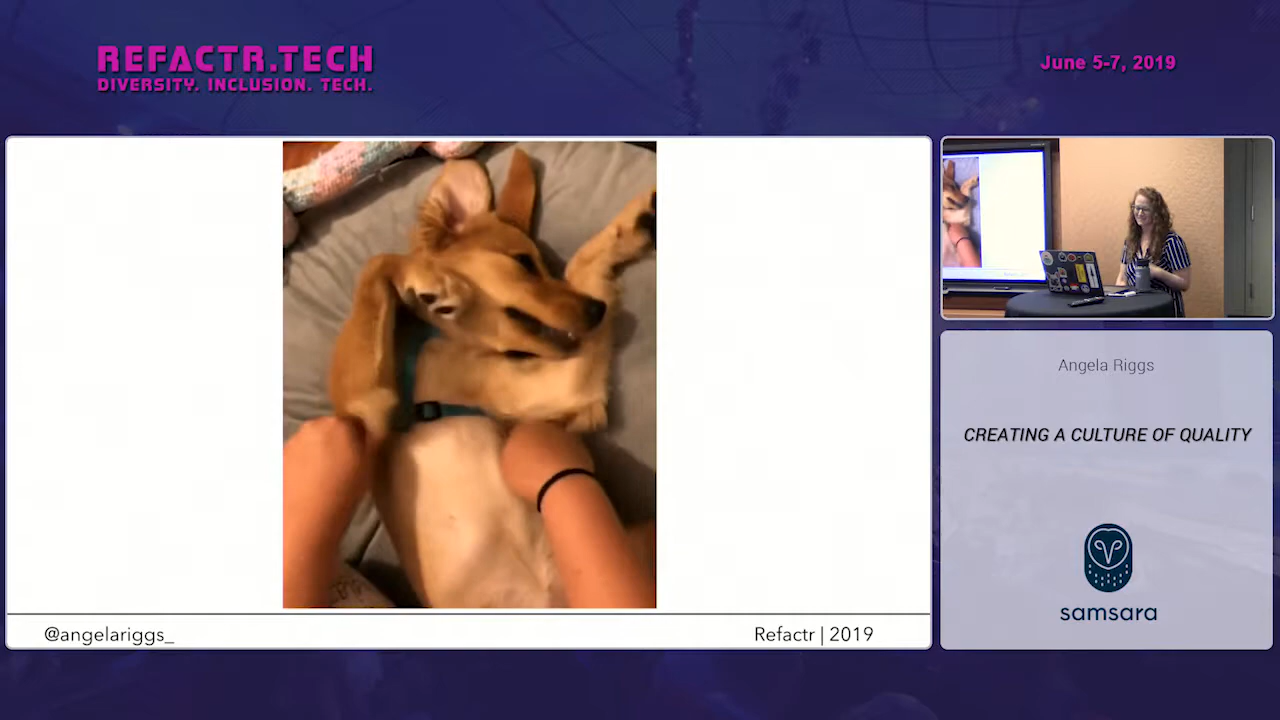 REFACTR.TECH
DIVERSITY. INCLUSION. TECH.
June 5-7, 2019
Angela Riggs
CREATING A CULTURE OF QUALITY
samsara
@angelariggs_
Refactr | 2019